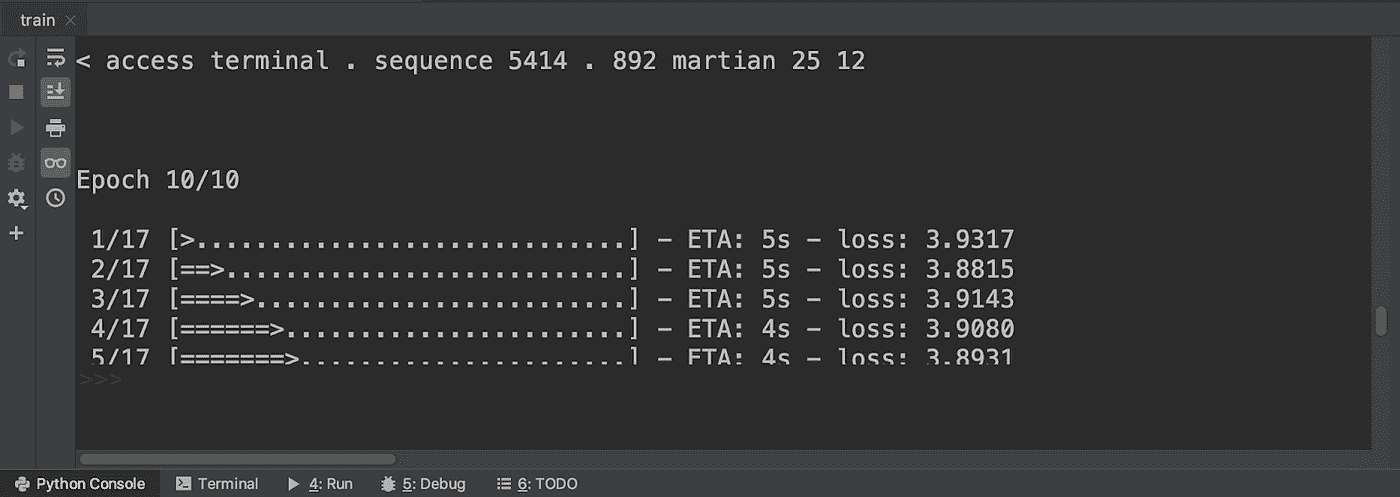 train
< access terminal . sequence 5414 . 892 martian 25 12
Epoch 10/10
1/17 [>.............................] - ETA: 5s - loss: 3.9317
2/17 [==>...........................] - ETA: 5s - loss: 3.8815
3/17 [====>.........................] - ETA: 5s - loss: 3.9143
4/17 [======>.......................] - ETA: 4s - loss: 3.9080
5/17 [=======>......................] - ETA: 4s - loss: 3.8931
>>>
Python Console Terminal 4: Run 5: Debug 6: TODO